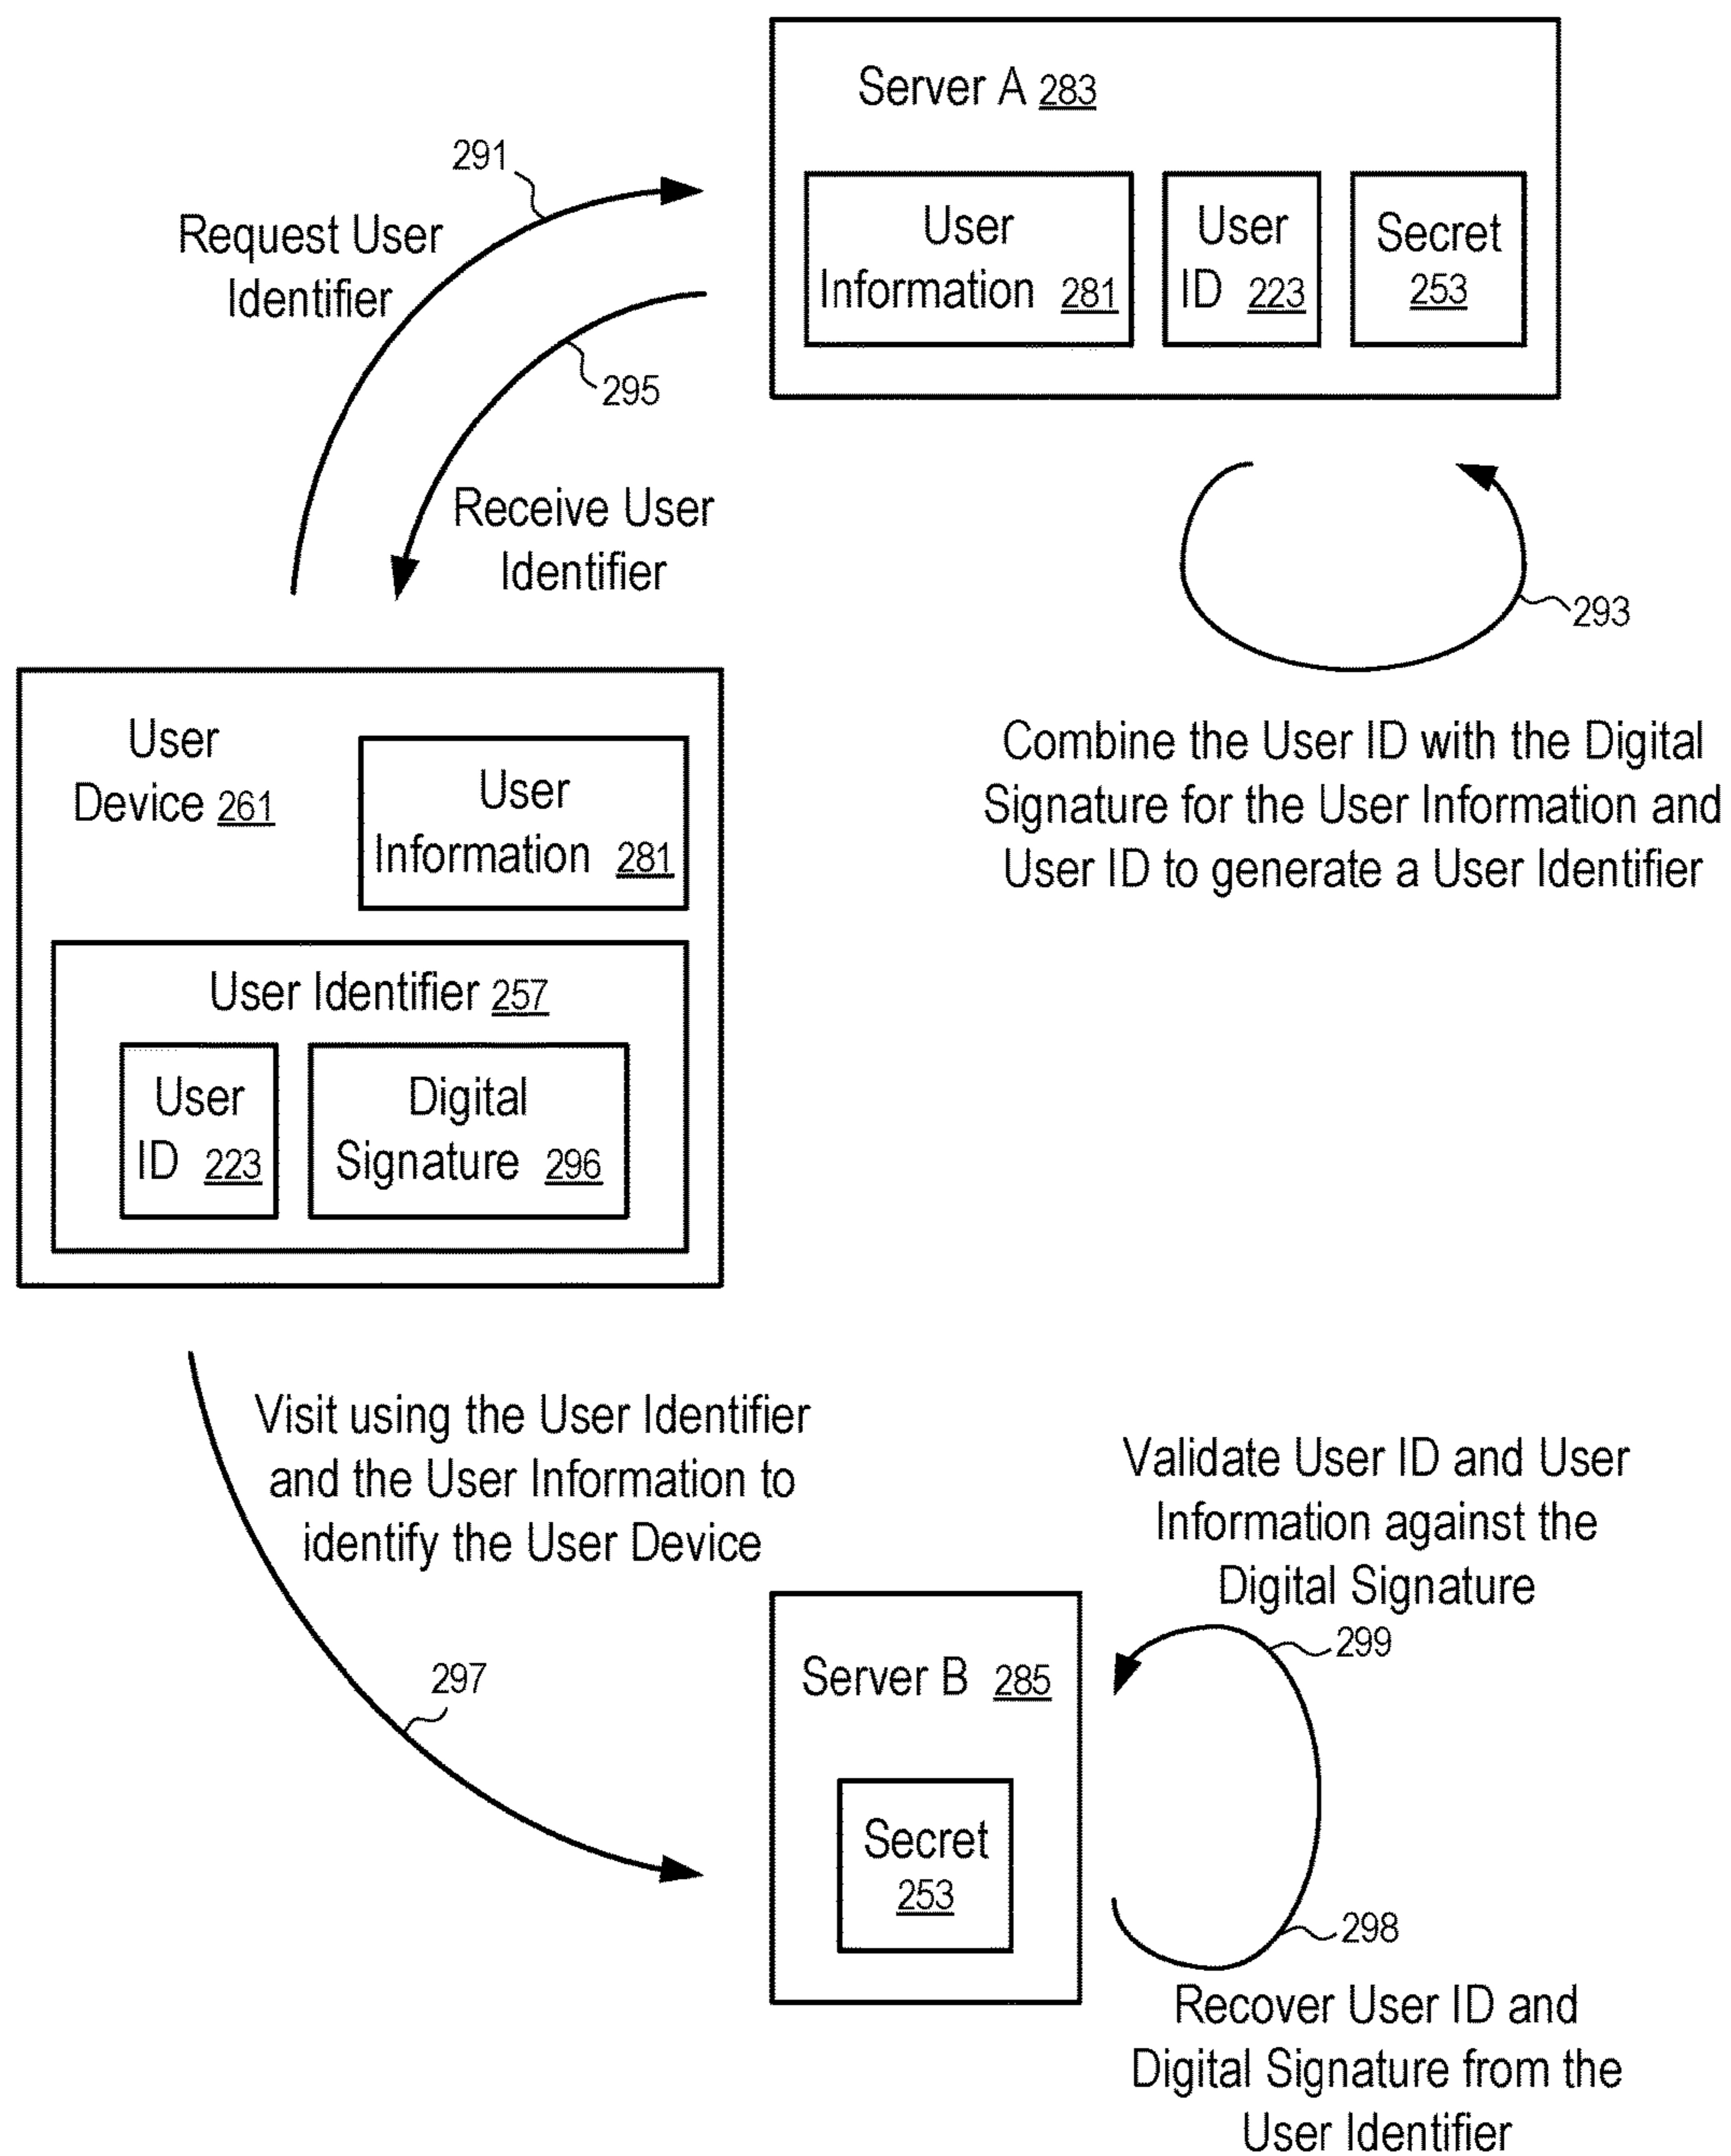 Server A 283
User
Information 281
User
ID 223
Secret
253
291
Request User
Identifier
295
Receive User
Identifier
293
Combine the User ID with the Digital
Signature for the User Information and
User ID to generate a User Identifier
User
Device 261
User
Information 281
User Identifier 257
User
ID 223
Digital
Signature 296
Visit using the User Identifier
and the User Information to
identify the User Device
297
Validate User ID and User
Information against the
Digital Signature
299
Server B 285
Secret
253
298
Recover User ID and
Digital Signature from the
User Identifier